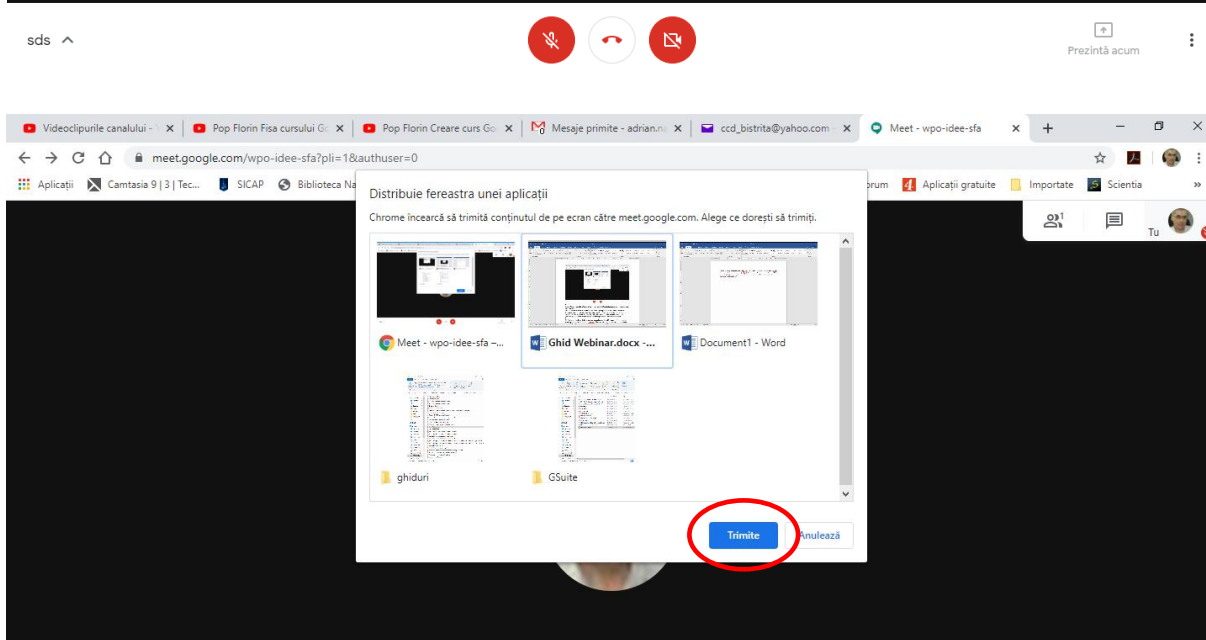 sds
Prezintă acum
Videoclipurile canalului -
Pop Florin Fisa cursului Go
Pop Florin Creare curs Go
Mesaje primite - adrian.n
ccd_bistrita@yahoo.com -
Meet - wpo-idee-sfa
meet.google.com/wpo-idee-sfa?pli=1&authuser=0
Aplicații
Camtasia 9 | 3 | Tec...
SICAP
Biblioteca Na
orum
Aplicații gratuite
Importate
Scientia
»
Distribuie fereastra unei aplicații
Chrome încearcă să trimită conținutul de pe ecran către meet.google.com. Alege ce dorești să trimiți.
1
Tu
Meet - wpo-idee-sfa –...
Ghid Webinar.docx -...
Document1 - Word
ghiduri
GSuite
Trimite
Anulează